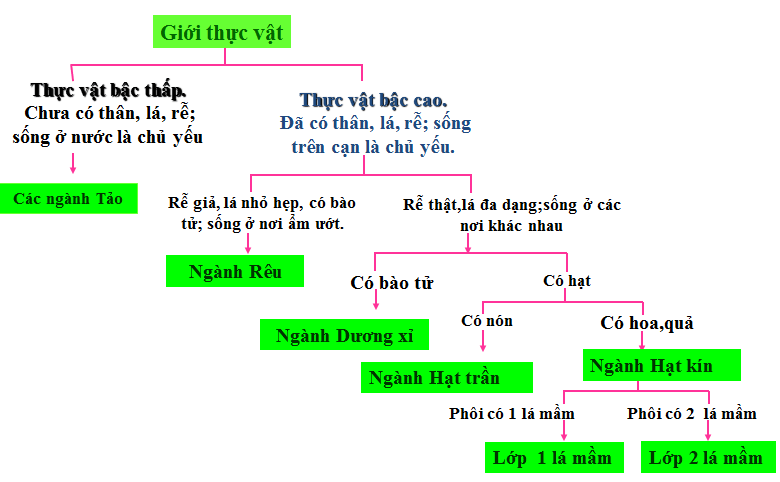 Giới thực vật
Thực vật bậc thấp.
Chưa có thân, lá, rễ;
sống ở nước là chủ yếu
Thực vật bậc cao.
Đã có thân, lá, rễ; sống
trên cạn là chủ yếu.
Các ngành Tảo
Rễ giả, lá nhỏ hẹp, có bào
tử; sống ở nơi ẩm ướt.
Rễ thật,lá đa dạng;sống ở các
nơi khác nhau
Ngành Rêu
Có bào tử
Có hạt
Ngành Dương xỉ
Có nón
Có hoa,quả
Ngành Hạt trần
Ngành Hạt kín
Phôi có 1 lá mầm
Phôi có 2 lá mầm
Lớp 1 lá mầm
Lớp 2 lá mầm